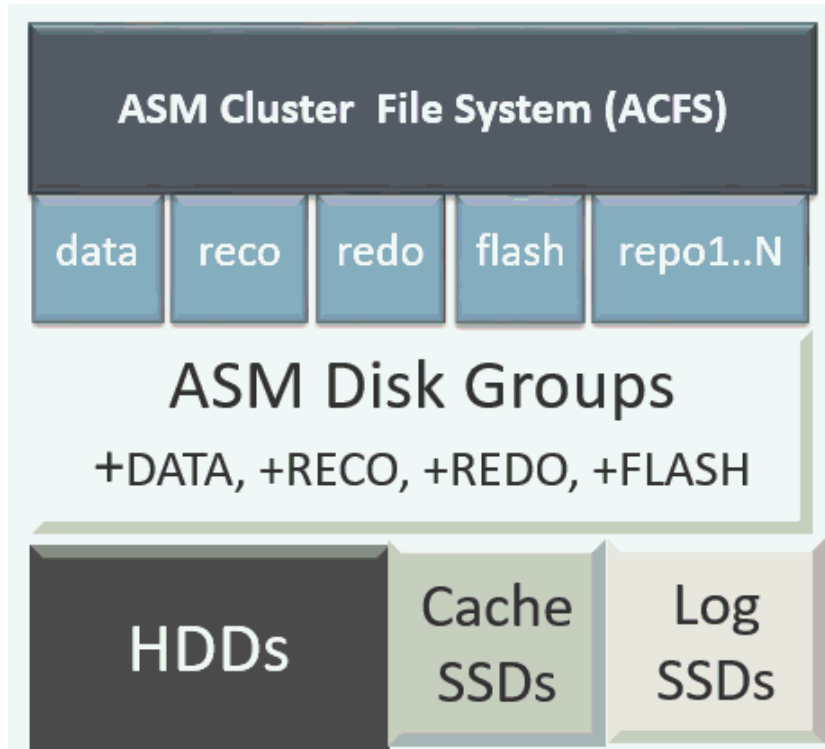 ASM Cluster File System (ACFS)
data reco redo flash repo1..N
ASM Disk Groups
+DATA, +RECO, +REDO, +FLASH
HDDs
Cache
SSDs
Log
SSDs